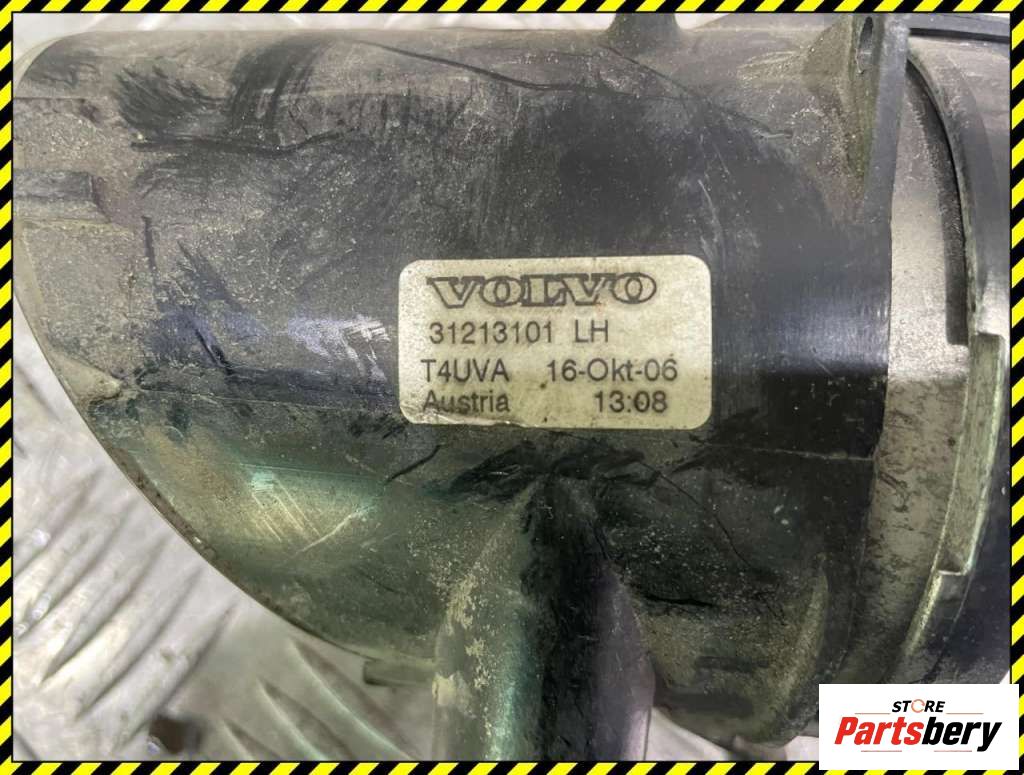 VOLVO
31213101 LH
T4UVA 16-Okt-06
Austria 13:08
STORE
Partsbery